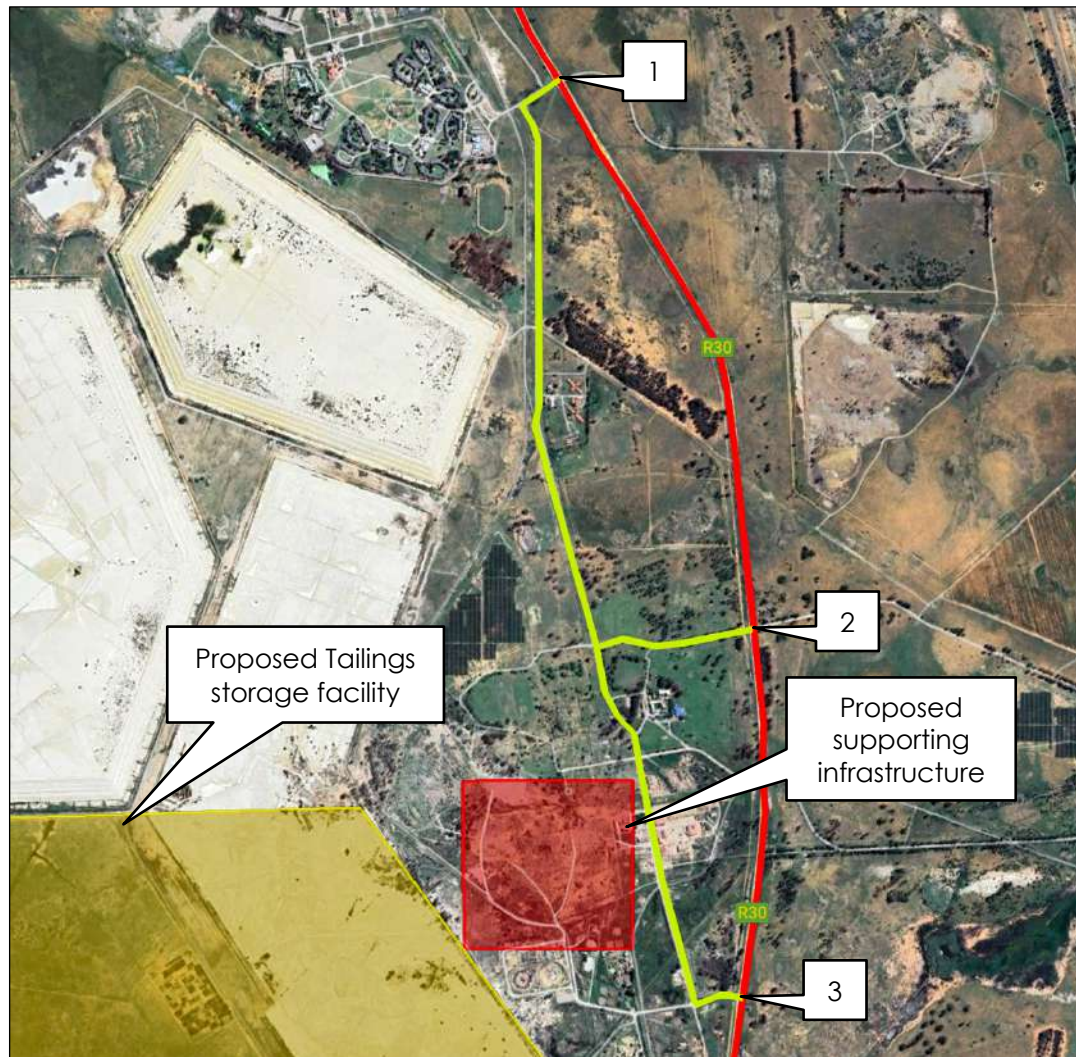 1
R30
2
Proposed Tailings
storage facility
Proposed
supporting
infrastructure
R30
3